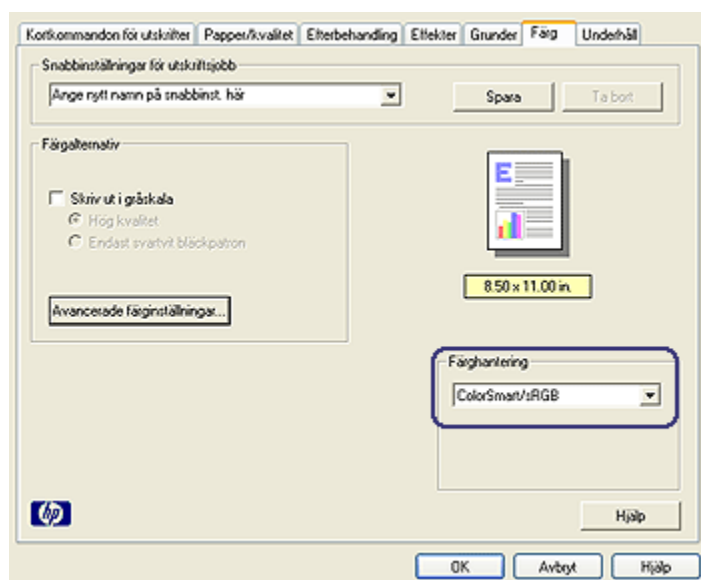 Kortkommandon för utskrifter Papper/kvalitet Efterbehandling Effekter Grunder Färg Underhåll
Snabbinställningar för utskriftsjobb
Ange nytt namn på snabbinst. här
Spara
Ta bort
Färgalternativ
Skriv ut i gråskala
Hög kvalitet
Endast svartvit bläckpatron
Avancerade färginställningar...
E
8.50 x 11.00 in.
Färghantering
ColorSmart/sRGB
hp
Hjälp
OK Avbryt Hjälp